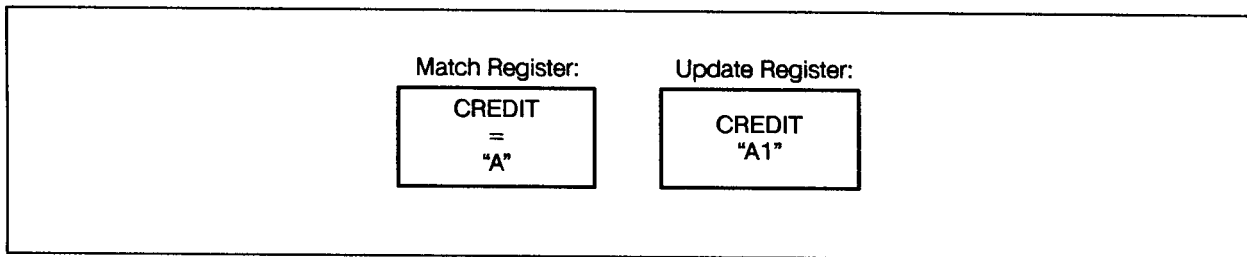 Match Register:
CREDIT
=
“A”
Update Register:
CREDIT
“A1”